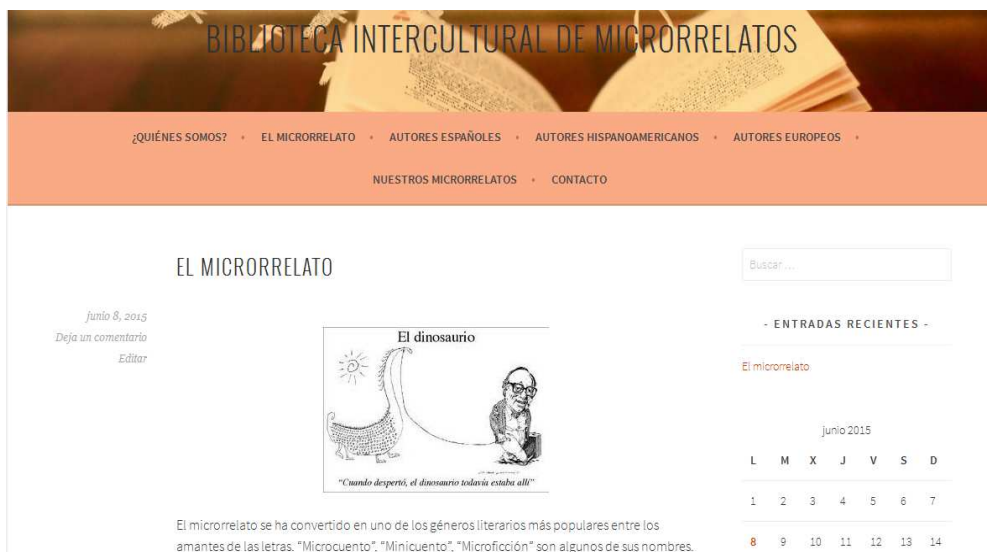 BIBLIOTECA INTERCULTURAL DE MICRORRELATOS
¿QUIÉNES SOMOS? • EL MICRORRELATO • AUTORES ESPAÑOLES • AUTORES HISPANOAMERICANOS • AUTORES EUROPEOS •
NUESTROS MICRORRELATOS • CONTACTO
EL MICRORRELATO
junio 8, 2015
Deja un comentario
Editar
El dinosaurio
“Cuando despertó, el dinosaurio todavía estaba allí”
El microrrelato se ha convertido en uno de los géneros literarios más populares entre los
amantes de las letras. “Microcuento”, “Minicuento”, “Microficción” son algunos de sus nombres.
Buscar …
- ENTRADAS RECIENTES -
El microrrelato
junio 2015
L M X J V S D
1 2 3 4 5 6 7
8 9 10 11 12 13 14